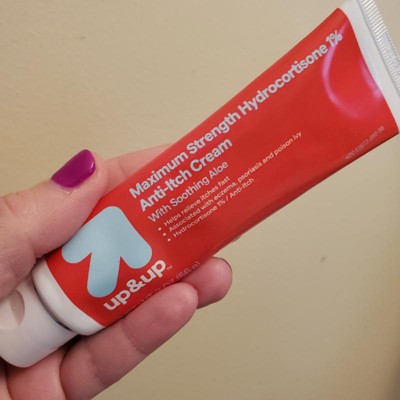 Maximum Strength Hydrocortisone 1%
Anti-Itch Cream
With Soothing Aloe
• Helps relieve itches fast
• Associated with eczema, psoriasis and poison ivy
• Hydrocortisone 1% / Anti-itch
up&up™